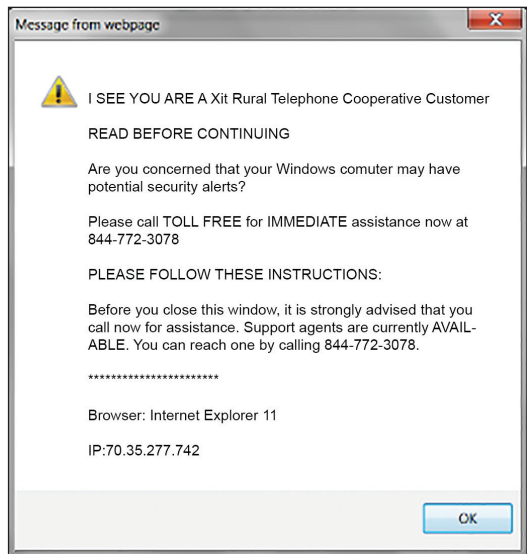 Message from webpage
I SEE YOU ARE A Xit Rural Telephone Cooperative Customer
READ BEFORE CONTINUING
Are you concerned that your Windows comuter may have
potential security alerts?
Please call TOLL FREE for IMMEDIATE assistance now at
844-772-3078
PLEASE FOLLOW THESE INSTRUCTIONS:
Before you close this window, it is strongly advised that you
call now for assistance. Support agents are currently AVAIL-
ABLE. You can reach one by calling 844-772-3078.
***********************
Browser: Internet Explorer 11
IP:70.35.277.742
OK